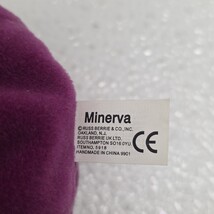 Minerva
© RUSS BERRIE & CO., INC.
OAKLAND, N.J.
RUSS BERRIE UK LTD.
SOUTHAMPTON SO16 0YU
ITEM NO. 5918
HANDMADE IN CHINA 9901
CE